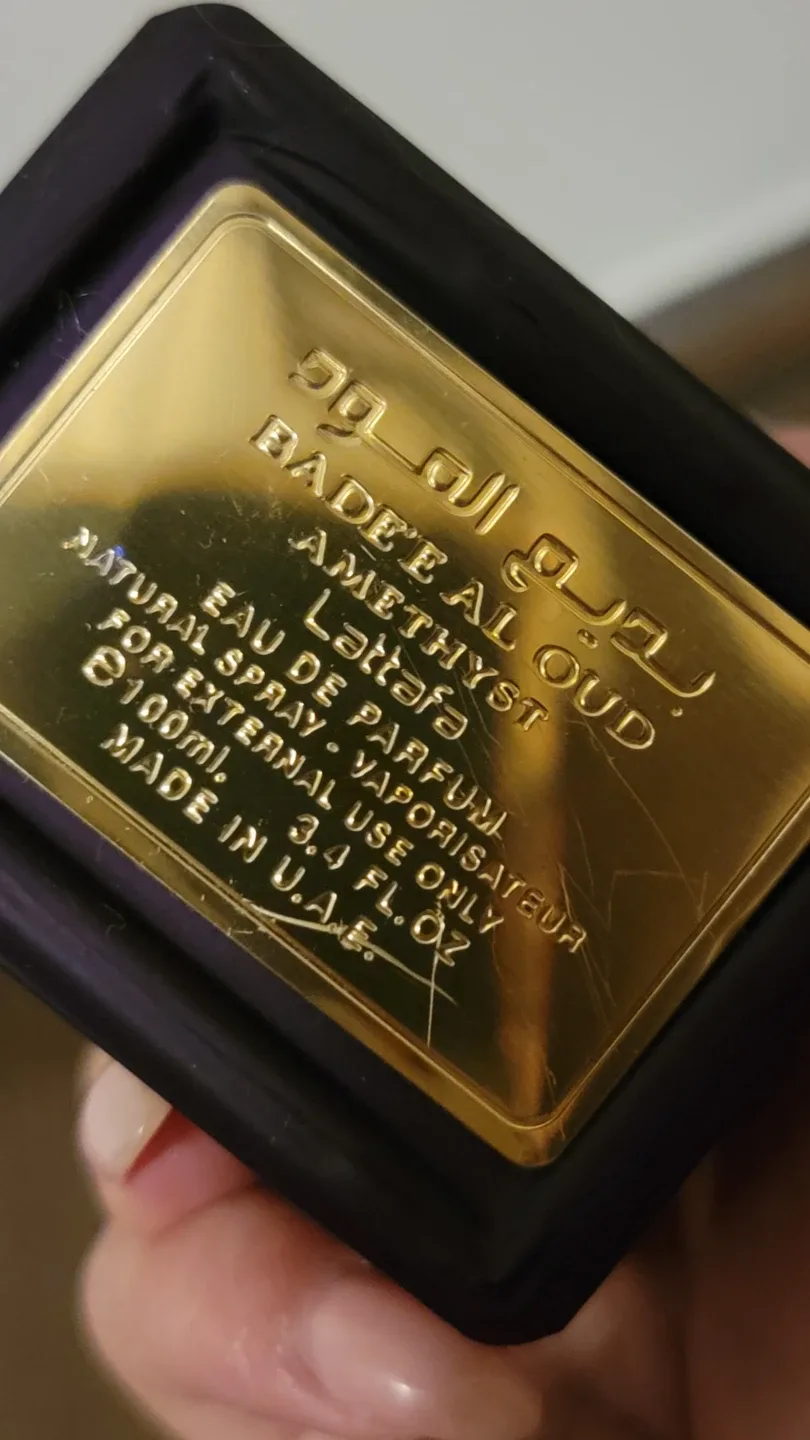 بديع العود
BADE'E AL OUD
AMETHYST
Lattafa
EAU DE PARFUM
NATURAL SPRAY • VAPORISATEUR
FOR EXTERNAL USE ONLY
℮100ml. 3.4 FL.OZ
MADE IN U.A.E.